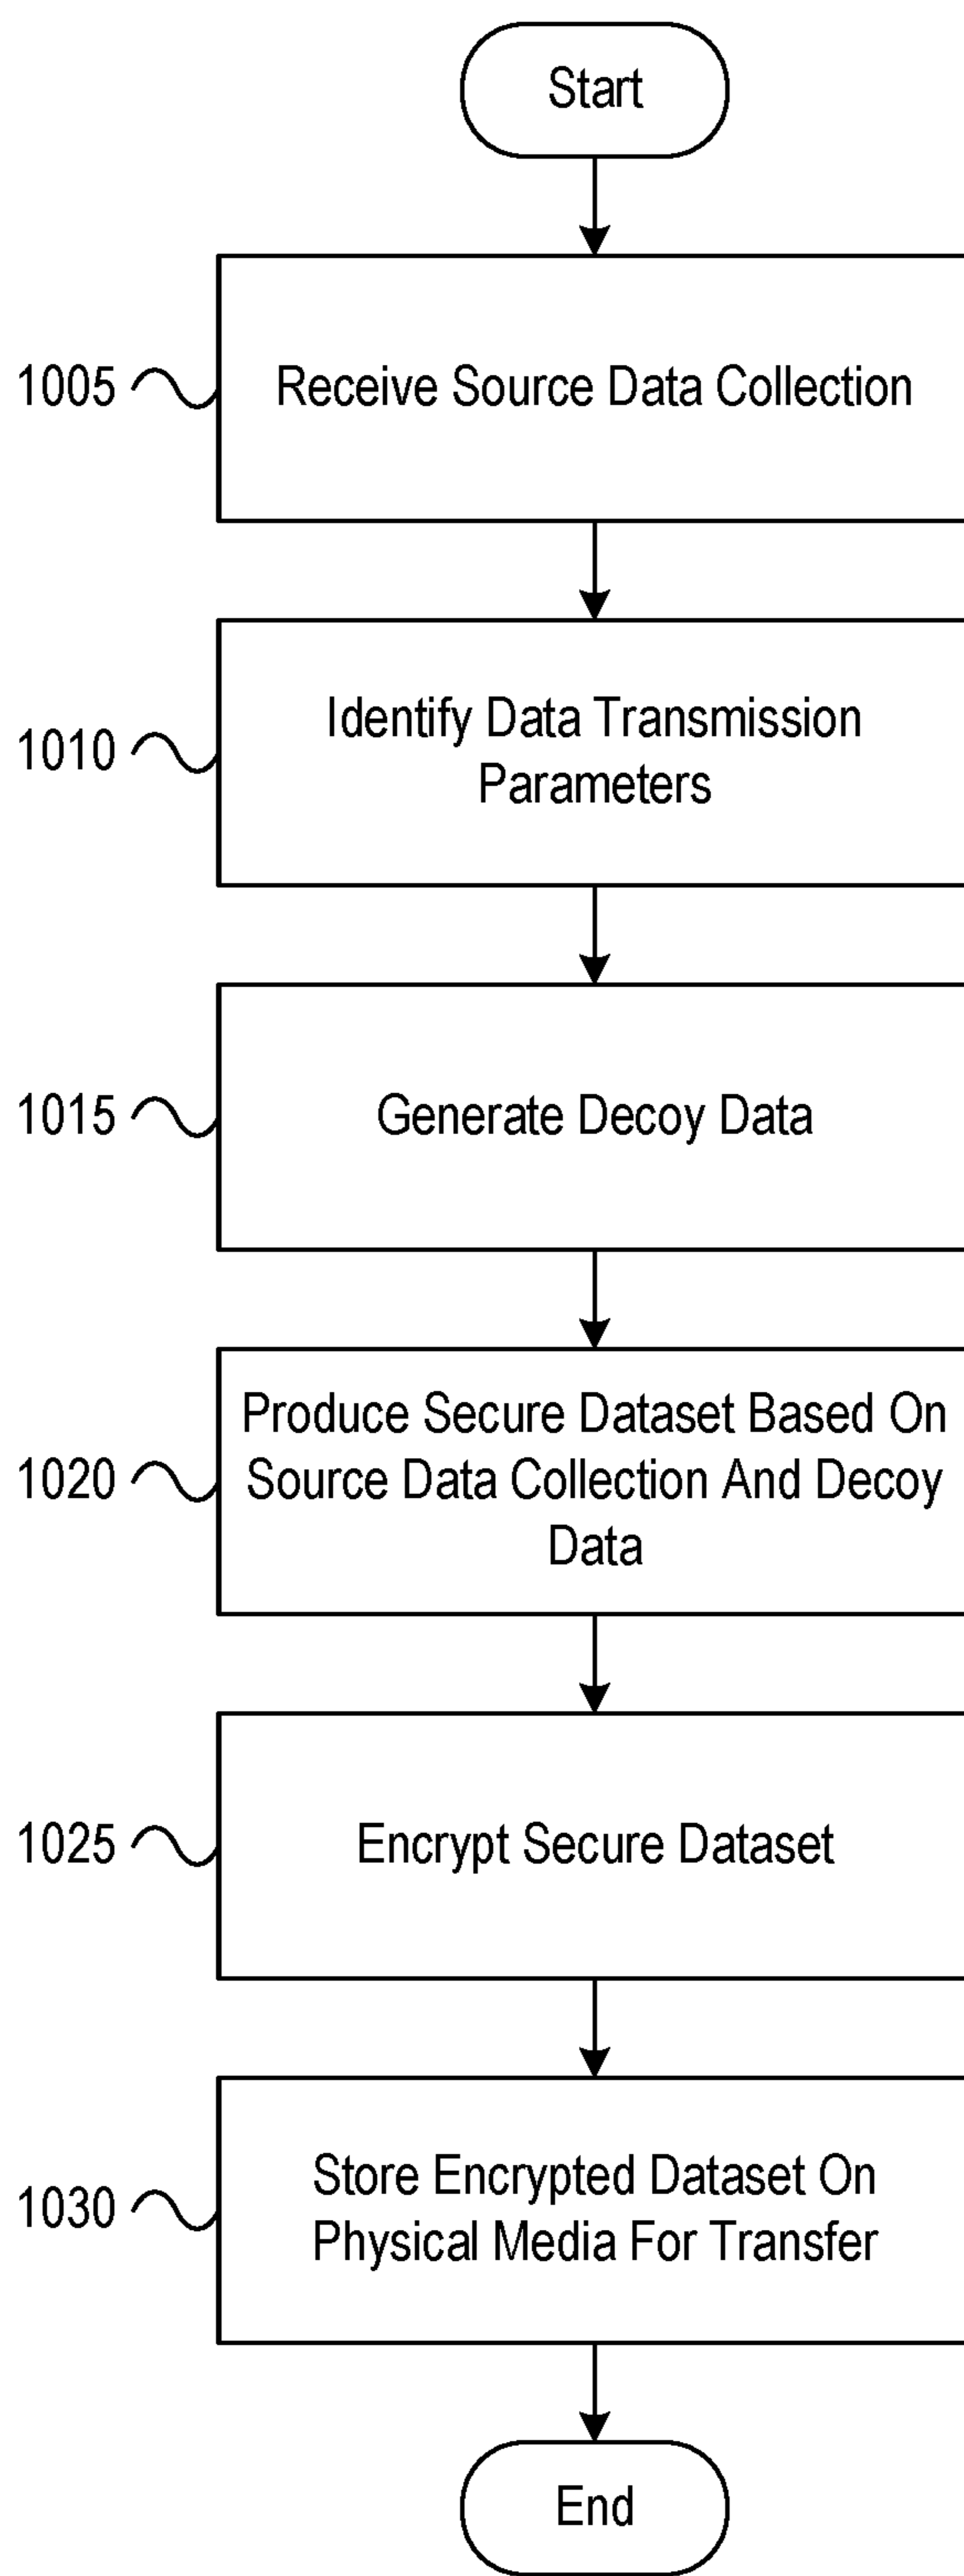 Start
1005
Receive Source Data Collection
1010
Identify Data Transmission
Parameters
1015
Generate Decoy Data
1020
Produce Secure Dataset Based On
Source Data Collection And Decoy
Data
1025
Encrypt Secure Dataset
1030
Store Encrypted Dataset On
Physical Media For Transfer
End